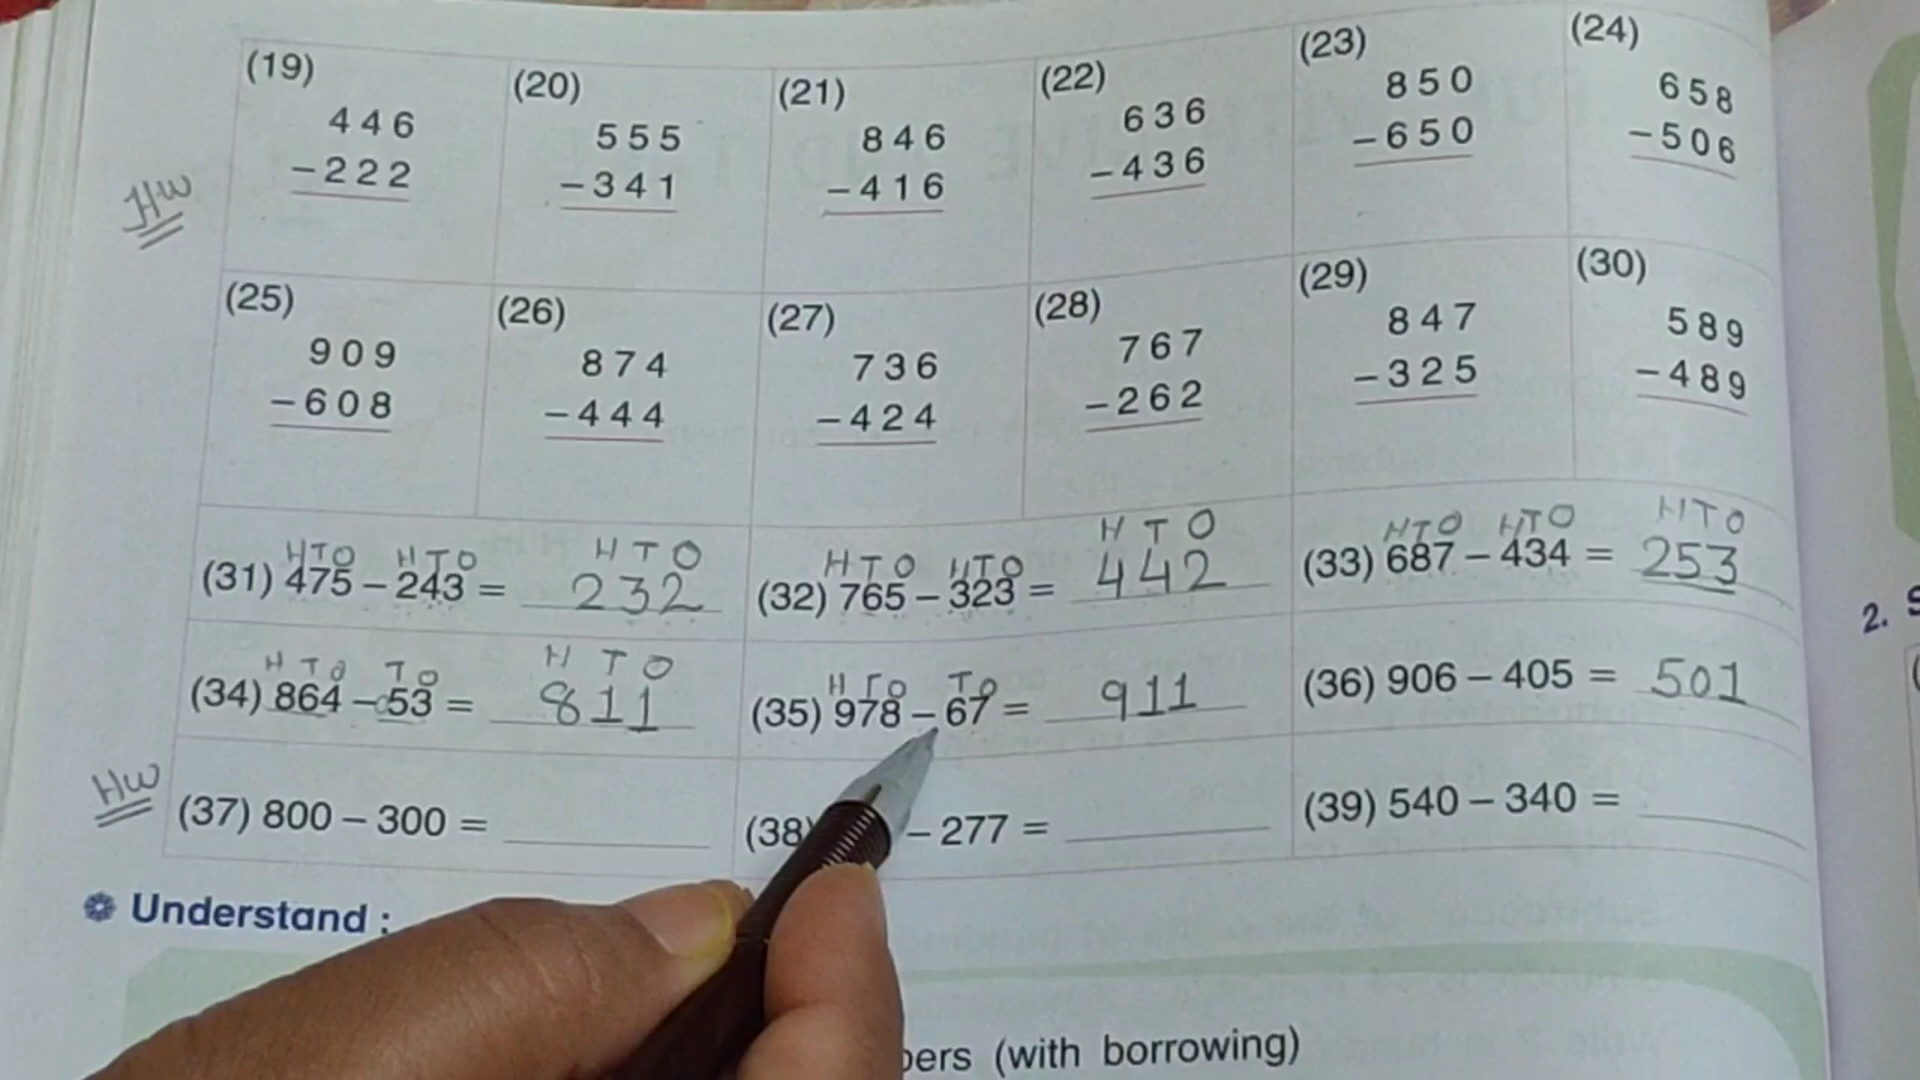 (19) (20) (21) (22) (23) (24)
446 555 846 636 850 658
-222 -341 -416 -436 -650 -506
HW
(25) (26) (27) (28) (29) (30)
909 874 736 767 847 589
-608 -444 -424 -262 -325 -489
HTO HTO HTO HTO HTO HTO HTO HTO HTO
(31) 475 – 243 = 232 (32) 765 – 323 = 442 (33) 687 – 434 = 253
HTO TO HTO HTO TO
(34) 864 – 053 = 811 (35) 978 – 67 = 911 (36) 906 – 405 = 501
HW
(37) 800 – 300 = (38) – 277 = (39) 540 – 340 =
Understand :
(with borrowing)
2.